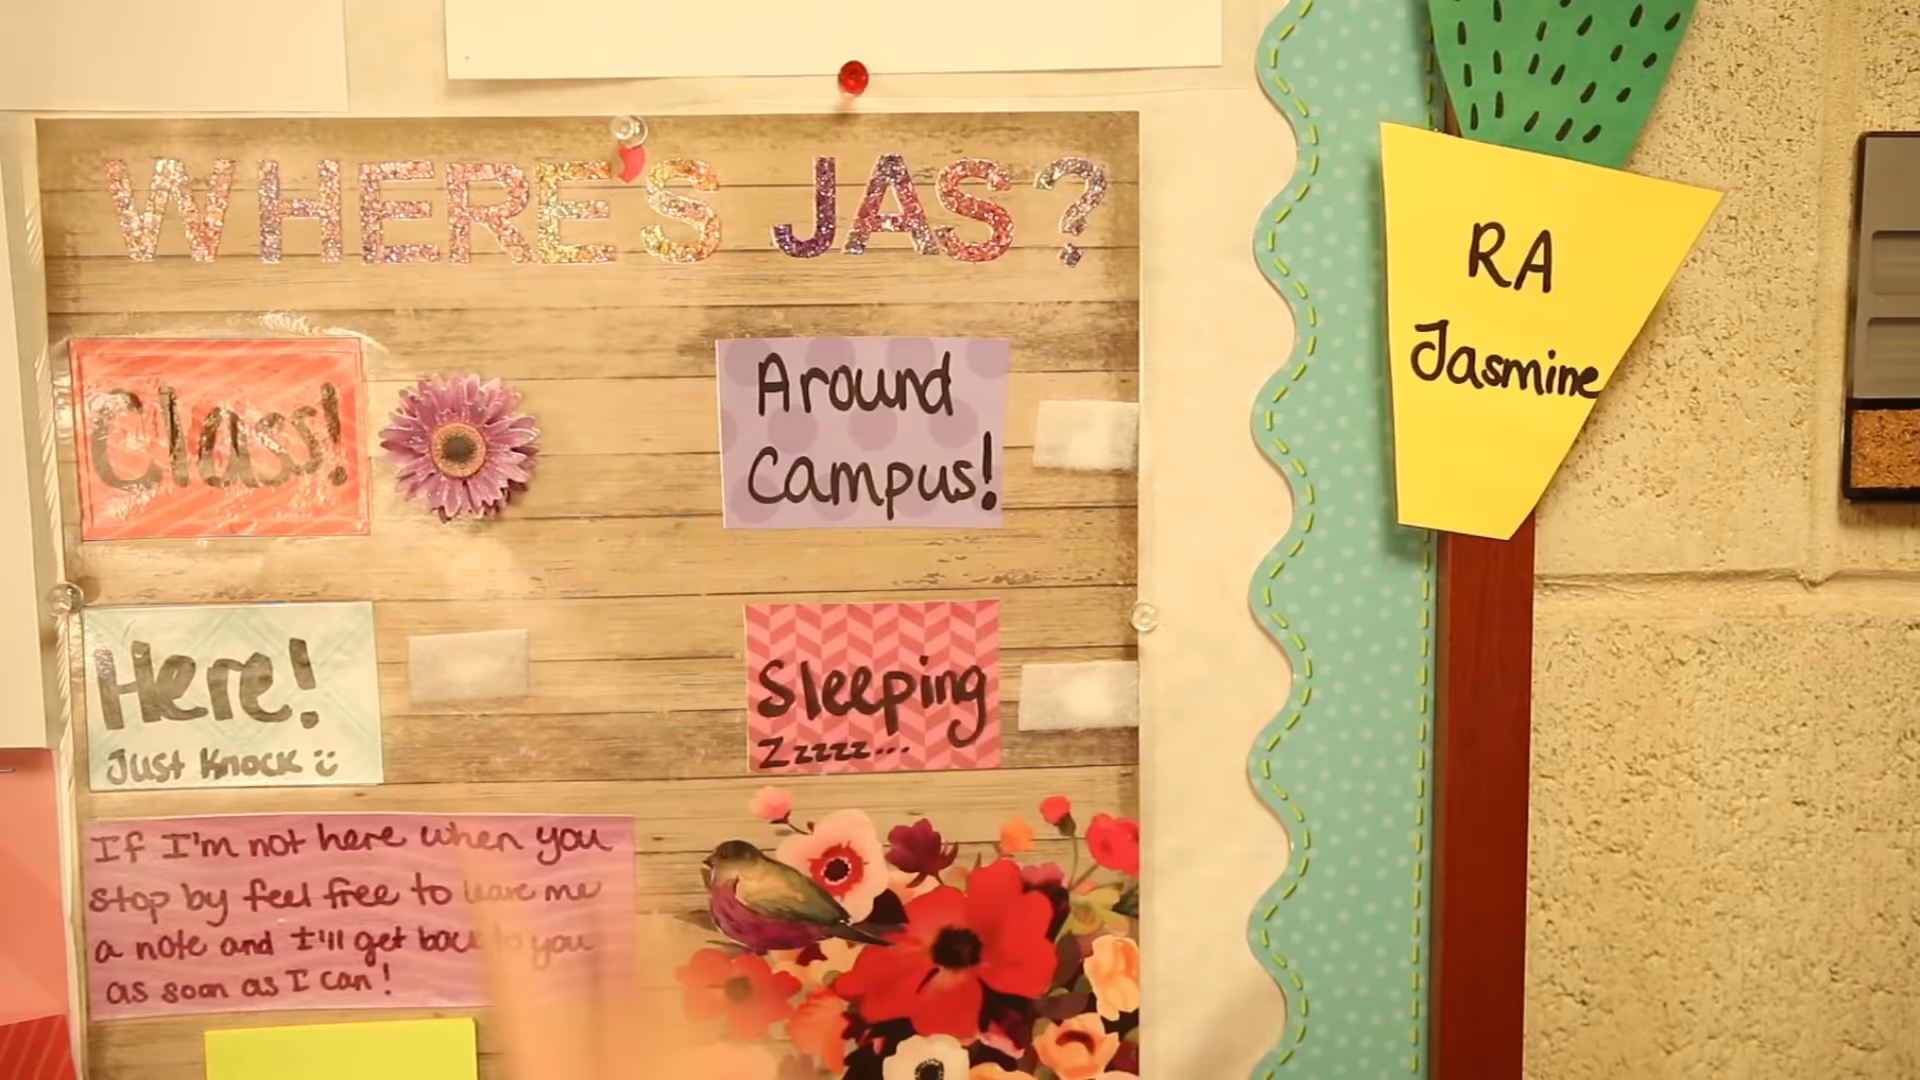 WHERE'S JAS?
Class!
Around
Campus!
Here!
Just Knock
Sleeping
Zzzzz...
If I'm not here when you
stop by feel free to leave me
a note and I'll get back to you
as soon as I can!
RA
Jasmine